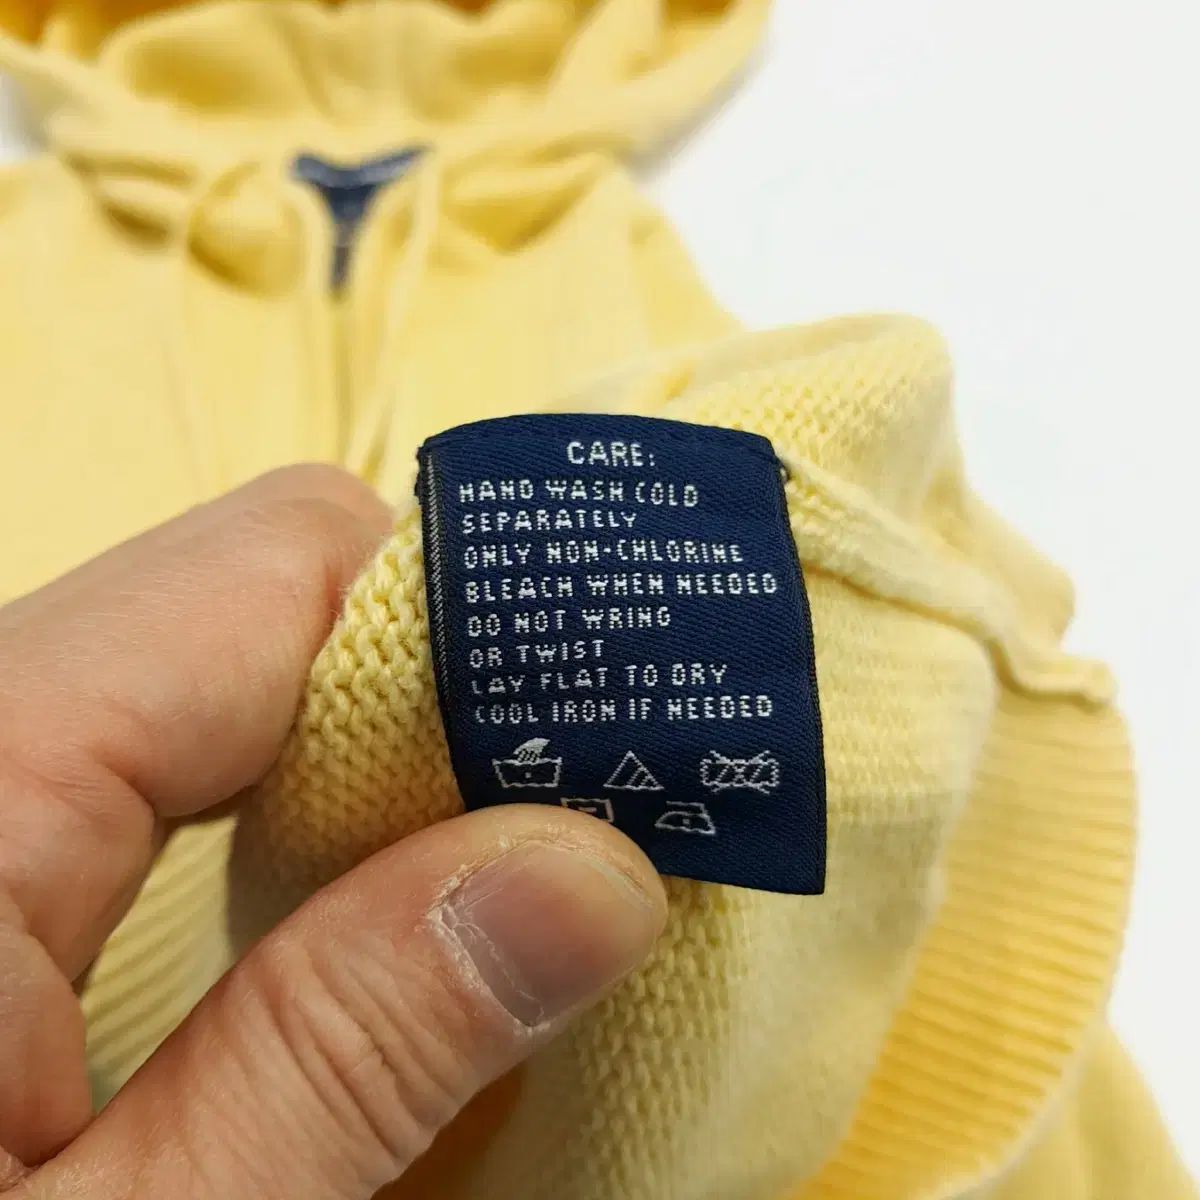 CARE:
HAND WASH COLD
SEPARATELY
ONLY NON-CHLORINE
BLEACH WHEN NEEDED
DO NOT WRING
OR TWIST
LAY FLAT TO DRY
COOL IRON IF NEEDED